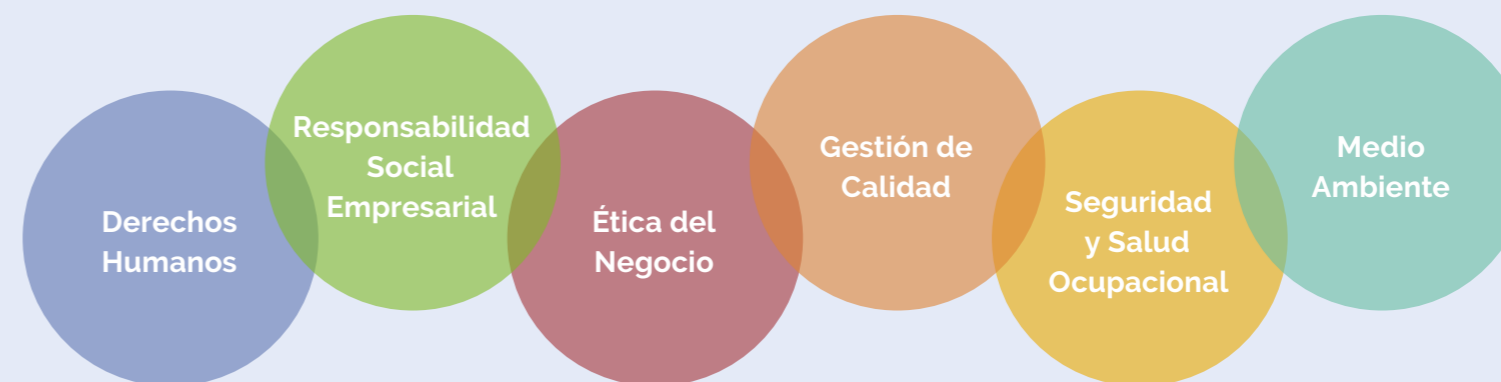 Derechos
Humanos
Responsabilidad
Social
Empresarial
Ética del
Negocio
Gestión de
Calidad
Seguridad
y Salud
Ocupacional
Medio
Ambiente